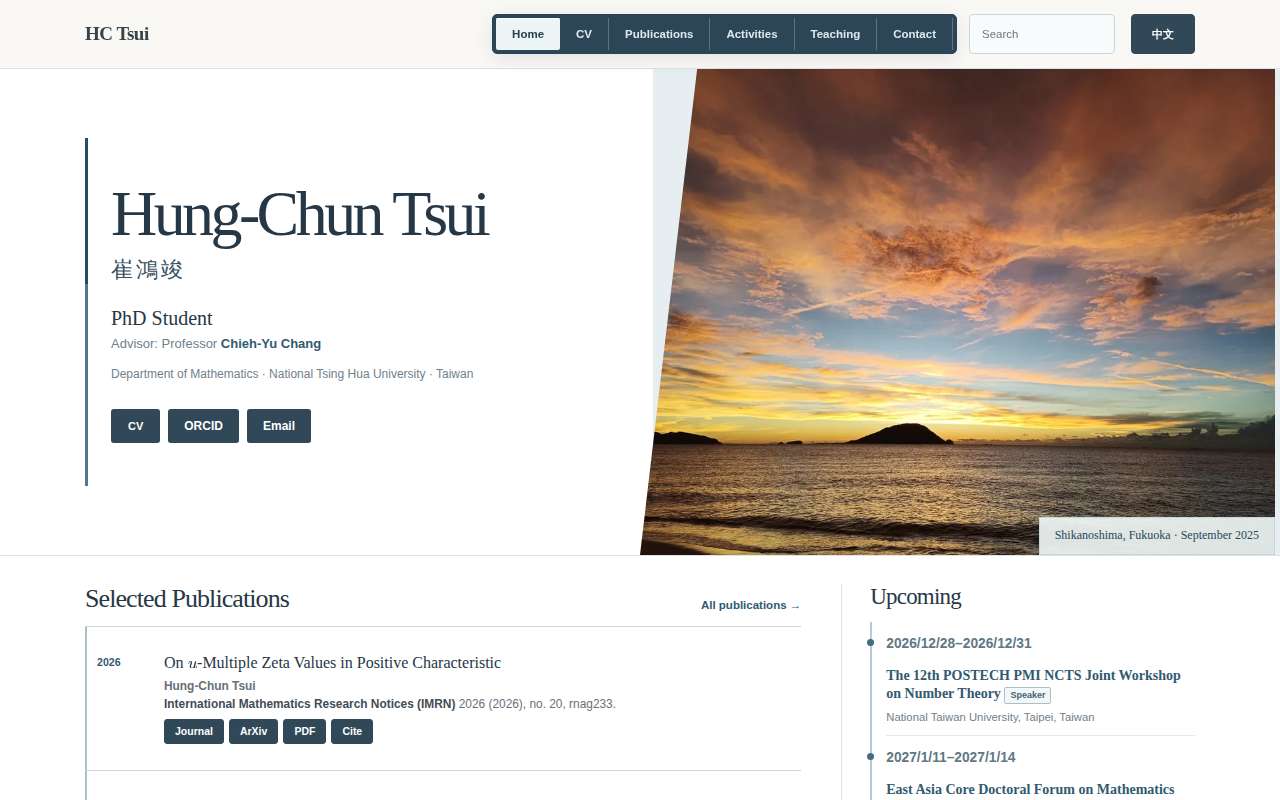 HC Tsui
Home CV Publications Activities Teaching Contact
Search
中文
Hung-Chun Tsui
崔鴻竣
PhD Student
Advisor: Professor Chieh-Yu Chang
Department of Mathematics · National Tsing Hua University · Taiwan
CV ORCID Email
Shikanoshima, Fukuoka · September 2025
Selected Publications
All publications →
2026
On u-Multiple Zeta Values in Positive Characteristic
Hung-Chun Tsui
International Mathematics Research Notices (IMRN) 2026 (2026), no. 20, rnag233.
Journal ArXiv PDF Cite
Upcoming
2026/12/28–2026/12/31
The 12th POSTECH PMI NCTS Joint Workshop
on Number Theory Speaker
National Taiwan University, Taipei, Taiwan
2027/1/11–2027/1/14
East Asia Core Doctoral Forum on Mathematics